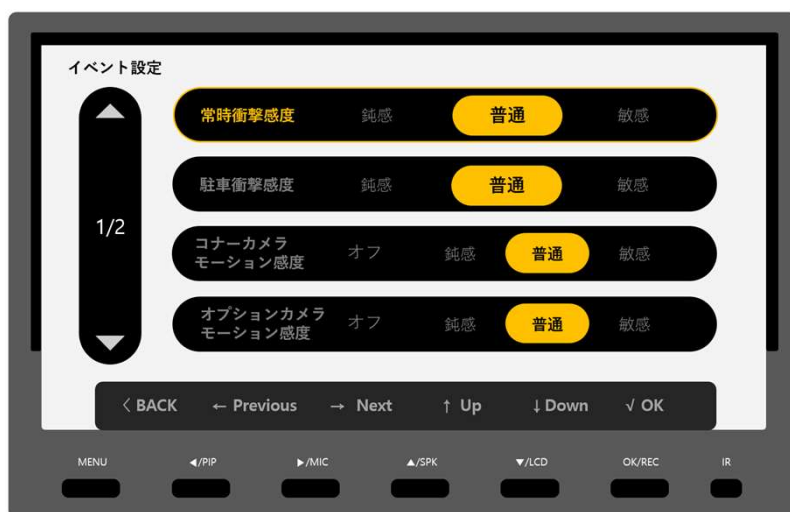 イベント設定
常時衝撃感度 鈍感 普通 敏感
駐車衝撃感度 鈍感 普通 敏感
1/2
コナーカメラ
モーション感度 オフ 鈍感 普通 敏感
オプションカメラ
モーション感度 オフ 鈍感 普通 敏感
〈 BACK ← Previous → Next ↑ Up ↓ Down √ OK
MENU ◀/PIP ▶/MIC ▲/SPK ▼/LCD OK/REC IR